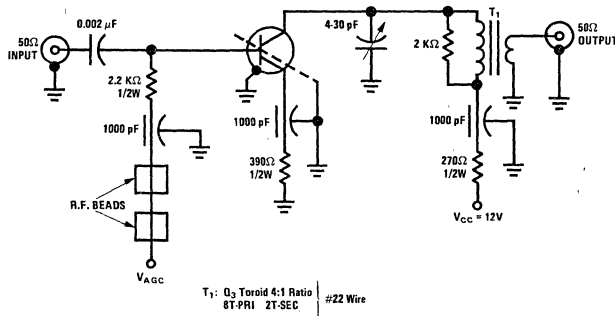 50Ω
INPUT
0.002 μF
2.2 KΩ
1/2W
1000 pF
R.F. BEADS
VAGC
1000 pF
390Ω
1/2W
4-30 pF
2 KΩ
T1
50Ω
OUTPUT
1000 pF
270Ω
1/2W
VCC = 12V
T1: Q3 Toroid 4:1 Ratio
8T-PRI 2T-SEC
#22 Wire